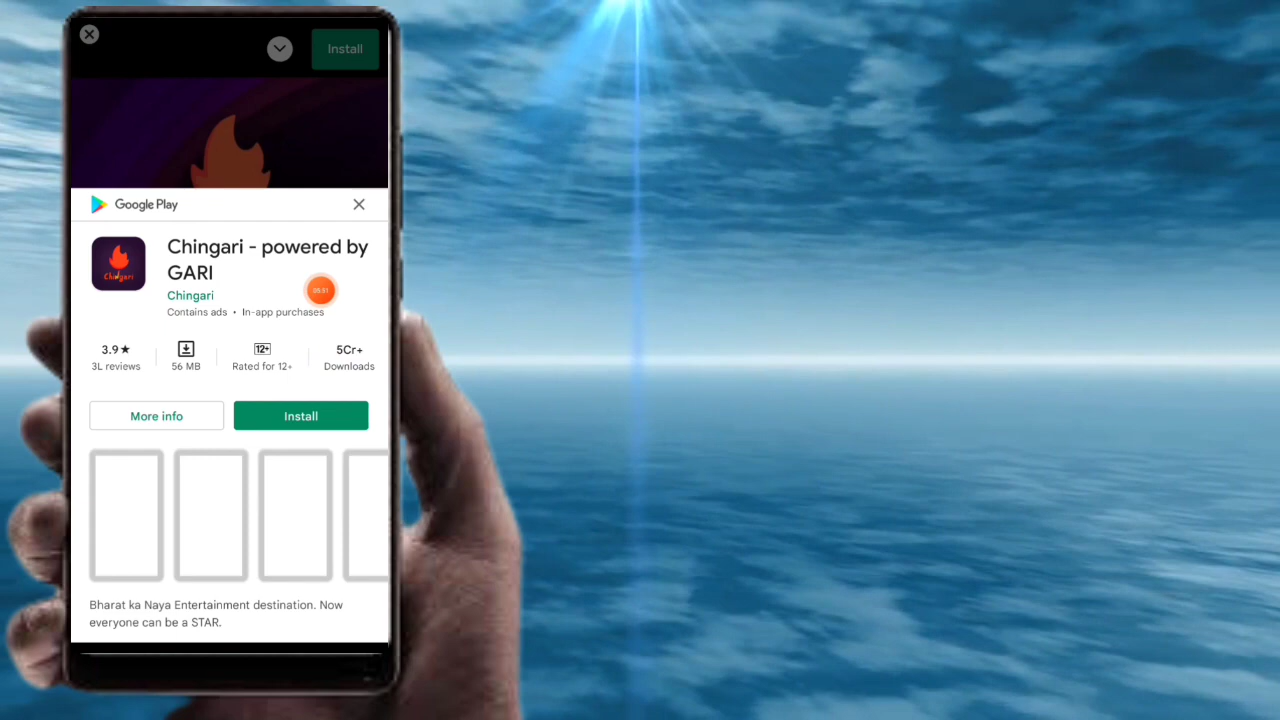 Install
Google Play
Chingari - powered by
GARI
Chingari
Chingari
Contains ads • In-app purchases
3.9★
3L reviews
56 MB
12+
Rated for 12+
5Cr+
Downloads
More info
Install
Bharat ka Naya Entertainment destination. Now
everyone can be a STAR.